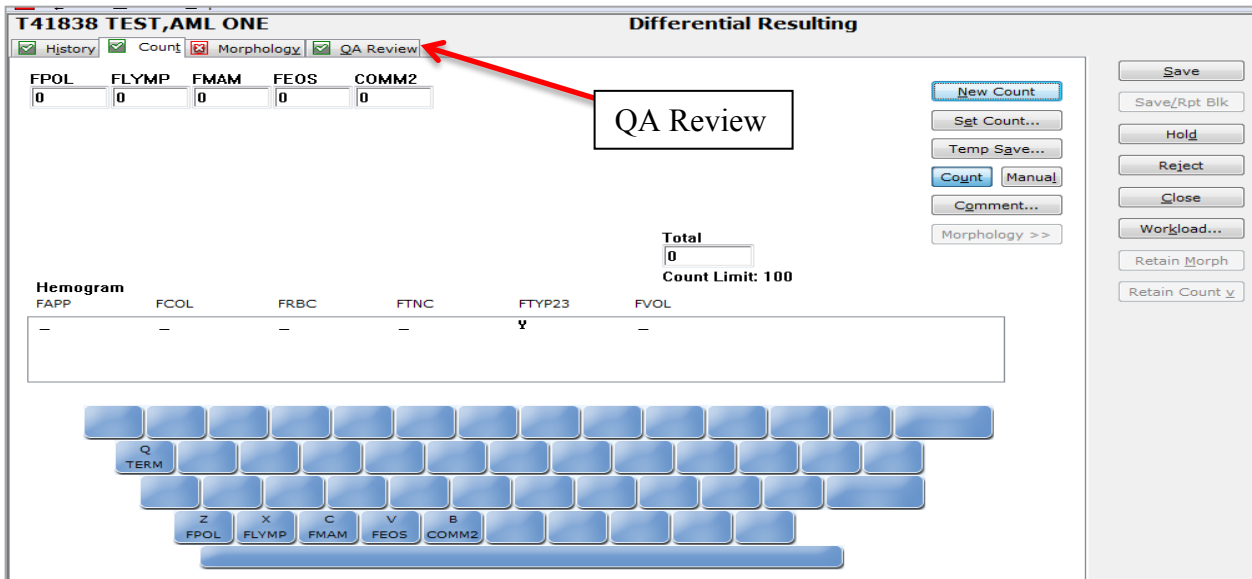 T41838 TEST,AML ONE Differential Resulting
History Count Morphology QA Review
FPOL FLYMP FMAM FEOS COMM2
0 0 0 0 0
QA Review
New Count
Set Count...
Temp Save...
Count Manual
Comment...
Morphology >>
Save
Save/Rpt Blk
Hold
Reject
Close
Workload...
Retain Morph
Retain Count v
Total
0
Count Limit: 100
Hemogram
FAPP FCOL FRBC FTNC FTYP23 FVOL
_ _ _ _ Y _
Q
TERM
Z X C V B
FPOL FLYMP FMAM FEOS COMM2